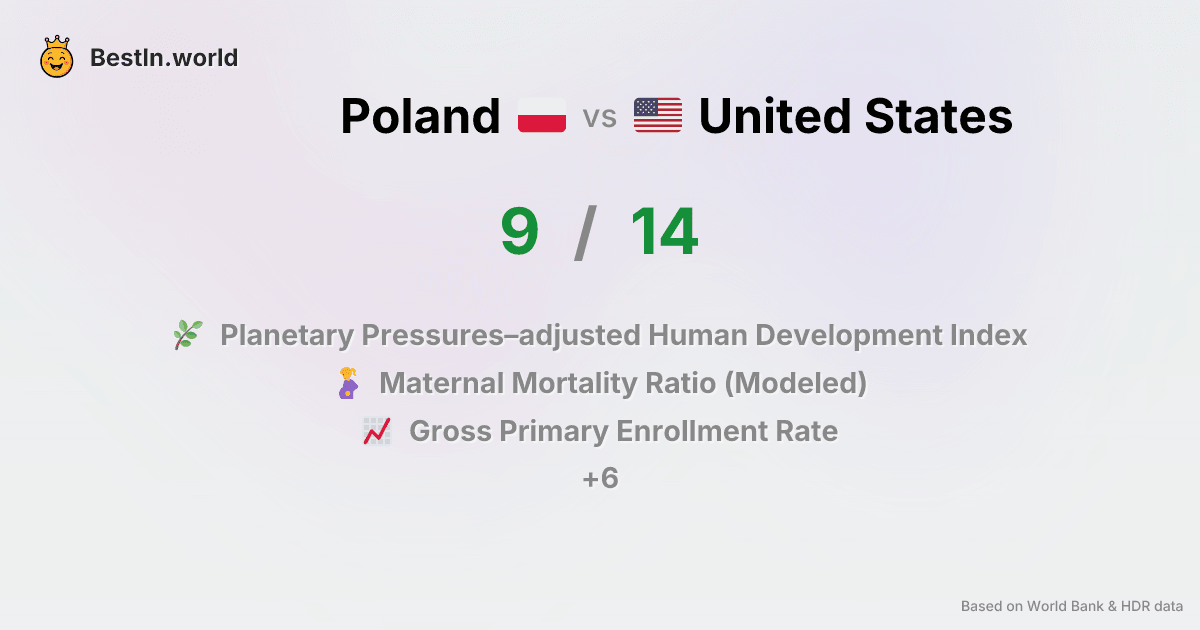 BestIn.world
Poland vs United States
9 / 14
Planetary Pressures–adjusted Human Development Index
Maternal Mortality Ratio (Modeled)
Gross Primary Enrollment Rate
+6
Based on World Bank & HDR data